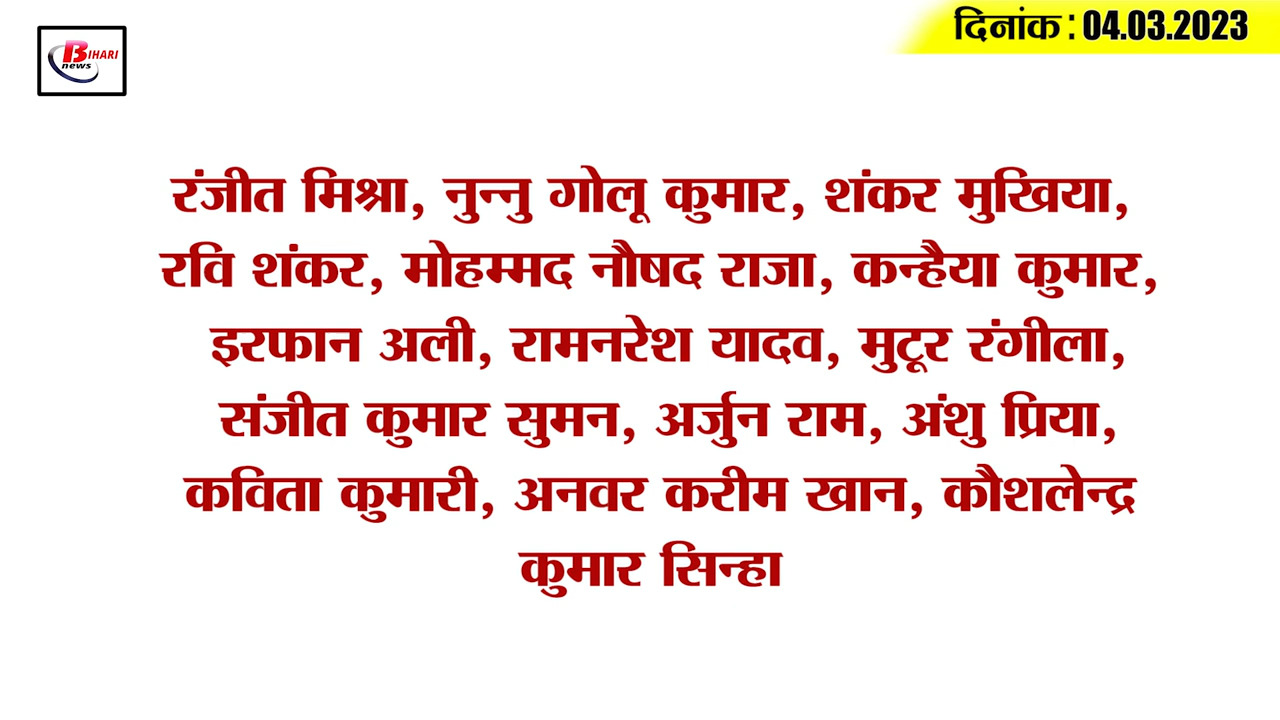 BIHARI
news
दिनांक : 04.03.2023
रंजीत मिश्रा, नुन्नु गोलू कुमार, शंकर मुखिया,
रवि शंकर, मोहम्मद नौषद राजा, कन्हैया कुमार,
इरफान अली, रामनरेश यादव, मुटूर रंगीला,
संजीत कुमार सुमन, अर्जुन राम, अंशु प्रिया,
कविता कुमारी, अनवर करीम खान, कौशलेन्द्र
कुमार सिन्हा